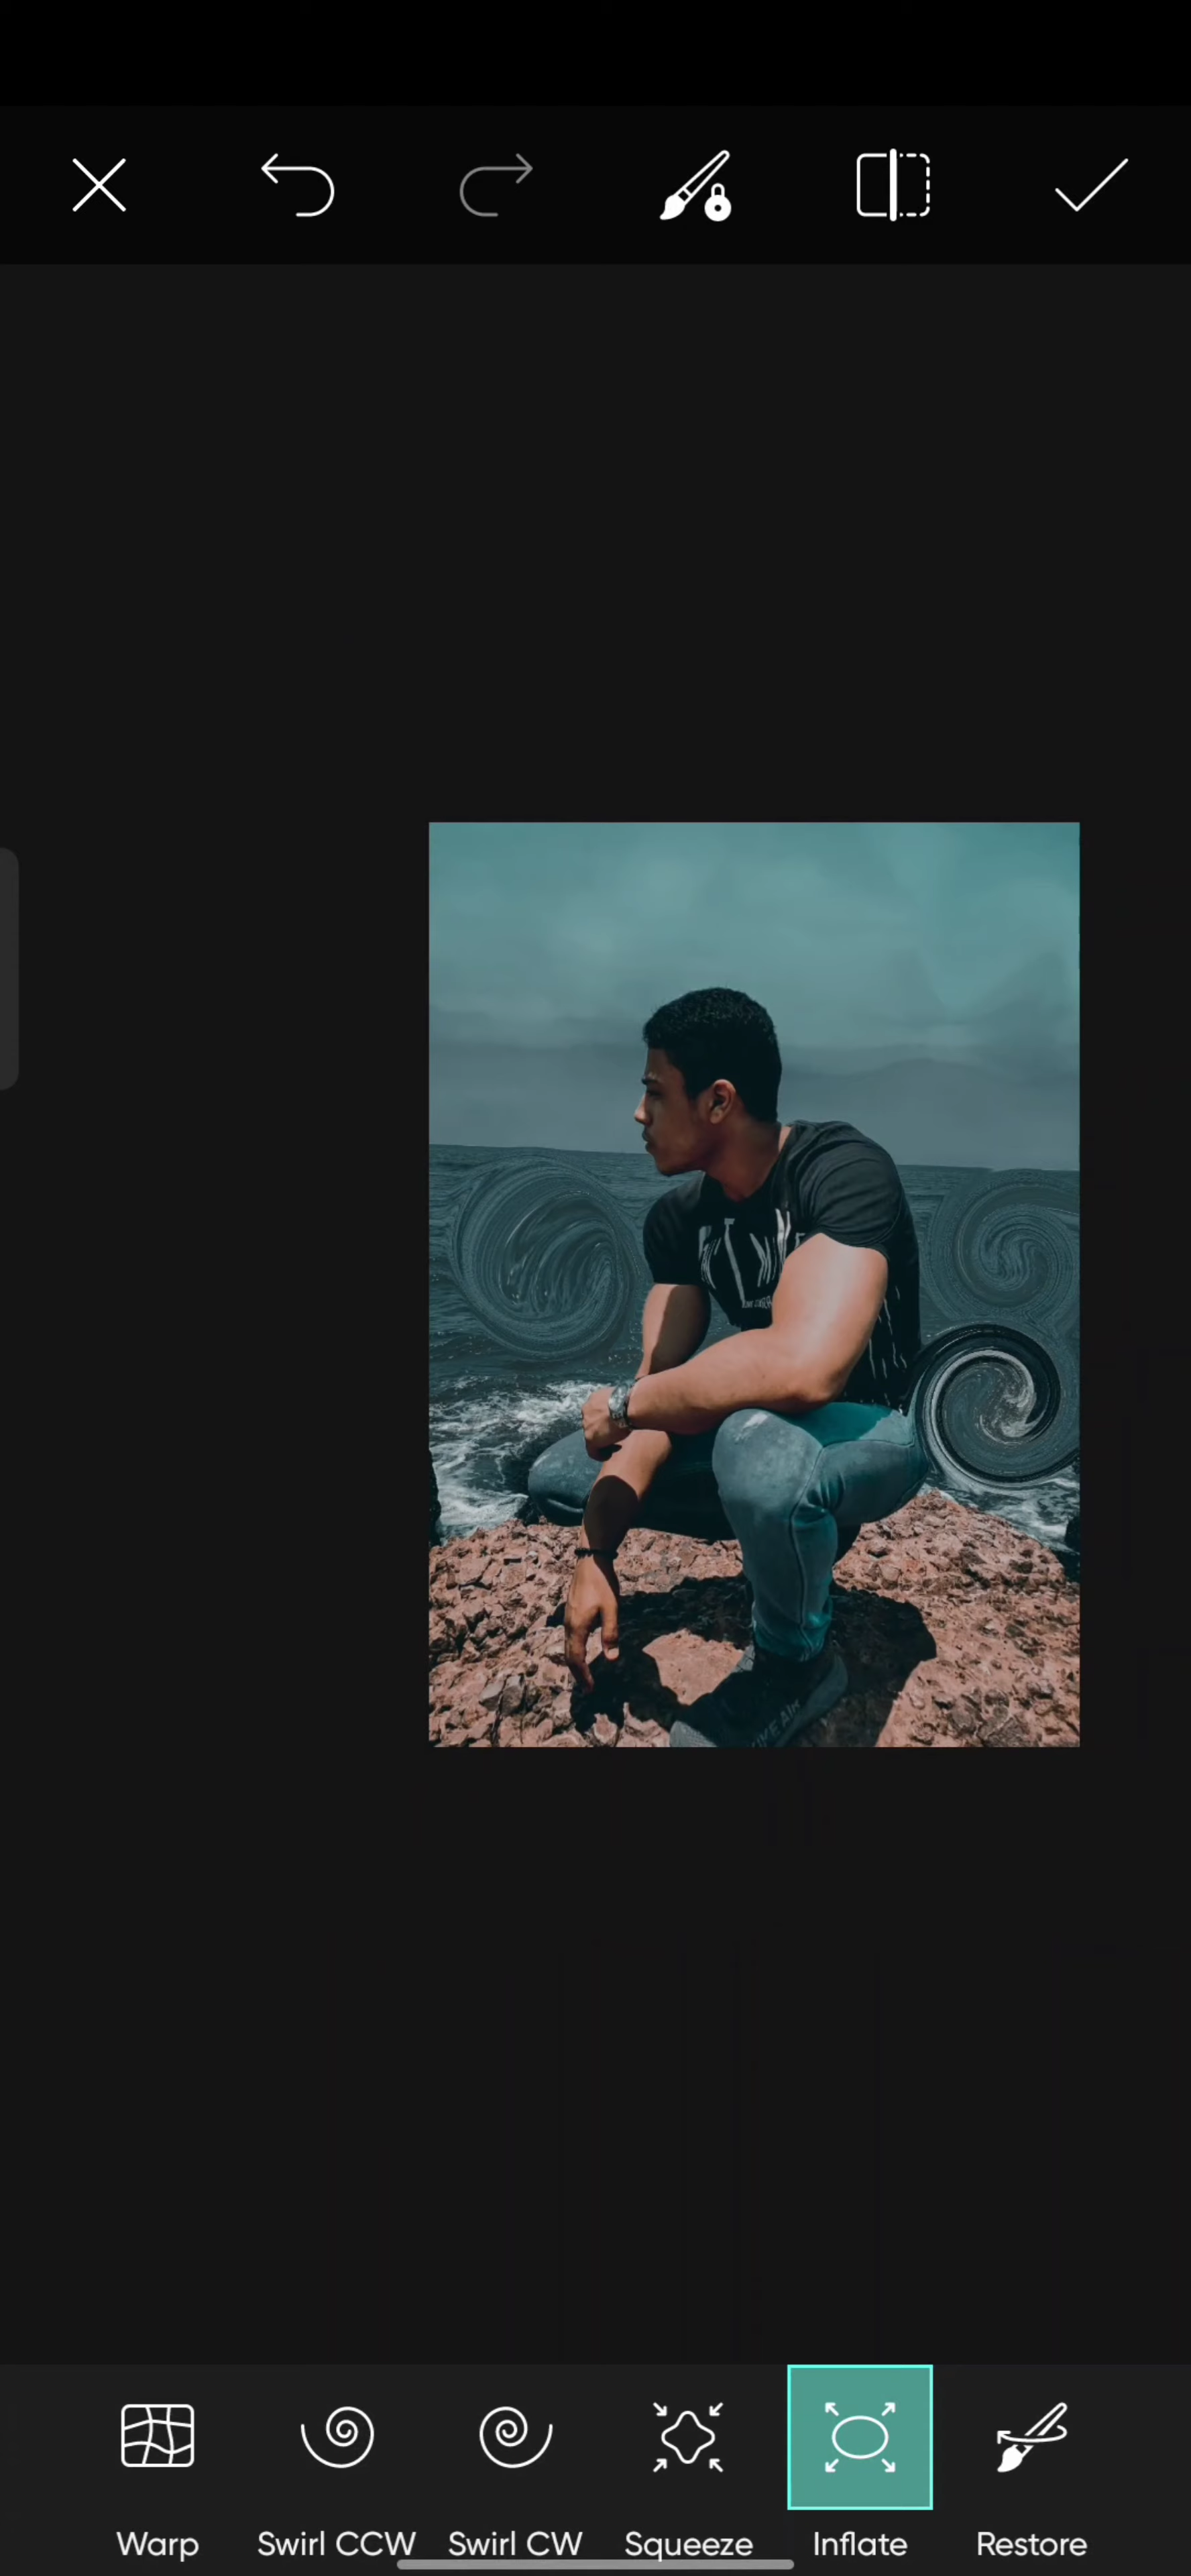 Warp
Swirl CCW
Swirl CW
Squeeze
Inflate
Restore